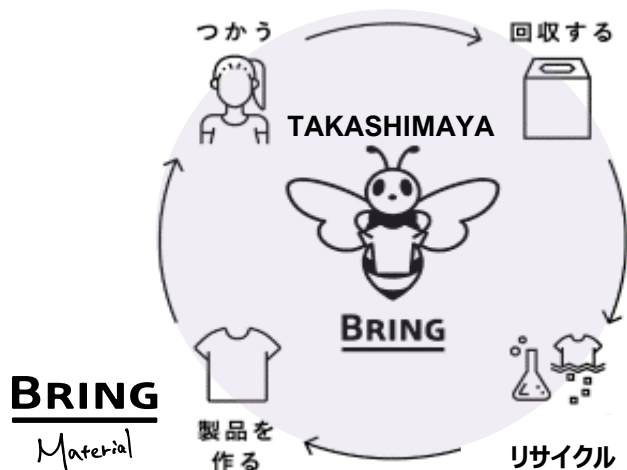 つかう
回収する
TAKASHIMAYA
BRING
BRING
Material
製品を
作る
リサイクル